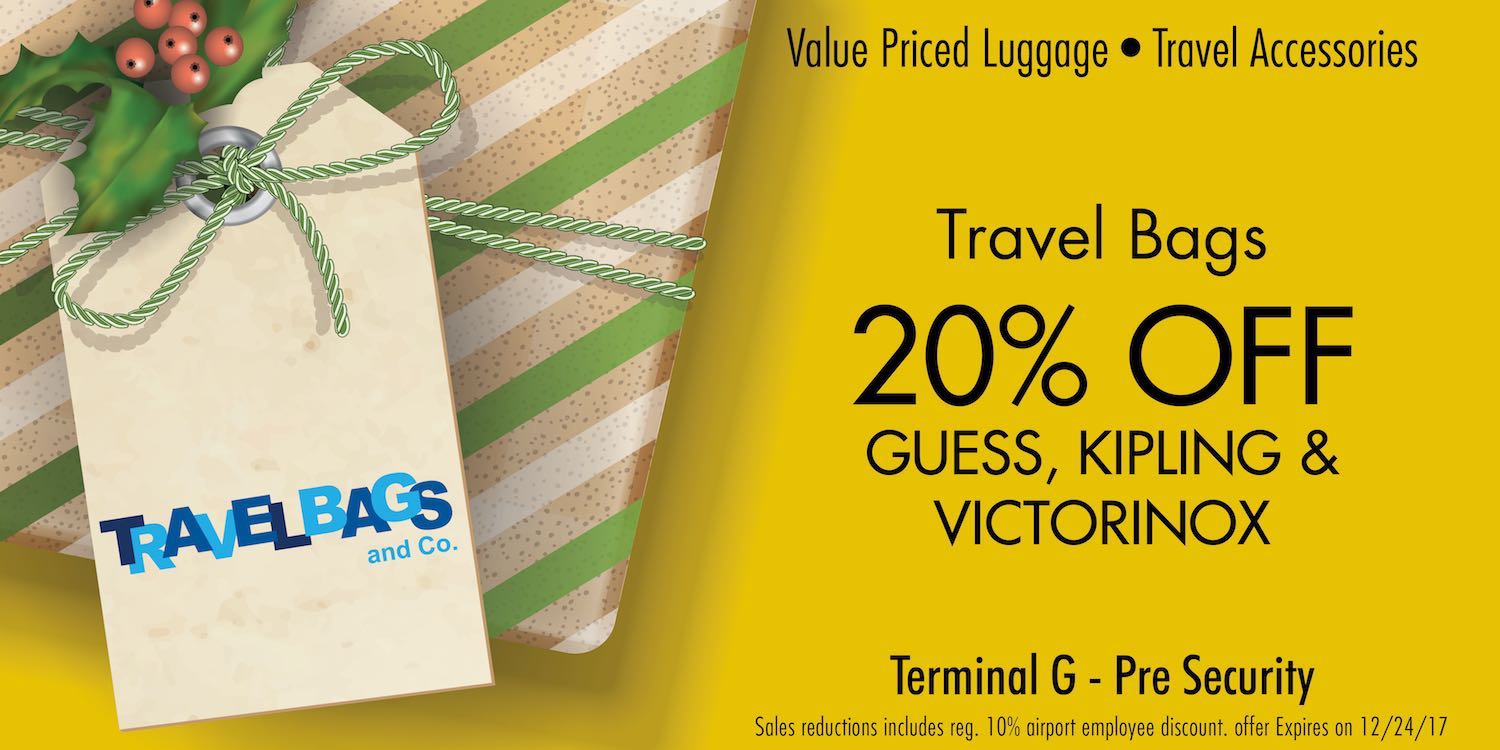 Value Priced Luggage • Travel Accessories
Travel Bags
20% OFF
GUESS, KIPLING &
VICTORINOX
TRAVELBAGS
and Co.
Terminal G - Pre Security
Sales reductions includes reg. 10% airport employee discount. offer Expires on 12/24/17